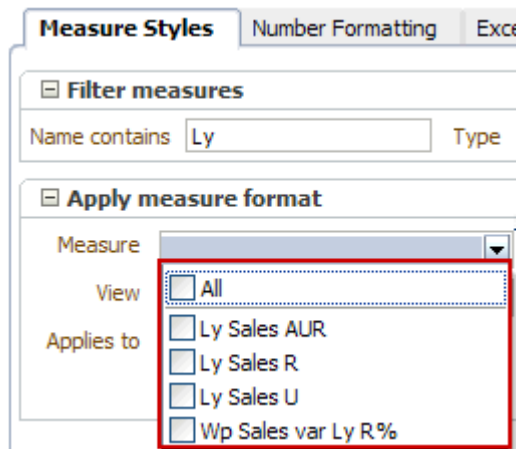 Measure Styles Number Formatting Exce
Filter measures
Name contains Ly Type
Apply measure format
Measure
View
All
Applies to
Ly Sales AUR
Ly Sales R
Ly Sales U
Wp Sales var Ly R%